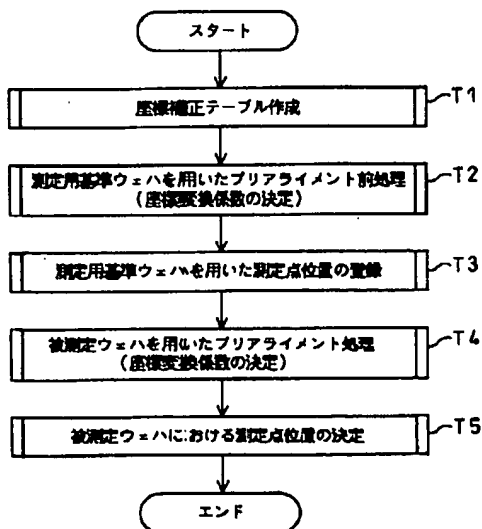 スタート
座標補正テーブル作成
T1
測定用基準ウェハを用いたプリアライメント前処理
(座標変換係数の決定)
T2
測定用基準ウェハを用いた測定点位置の登録
T3
被測定ウェハを用いたプリアライメント処理
(座標変換係数の決定)
T4
被測定ウェハにおける測定点位置の決定
T5
エンド